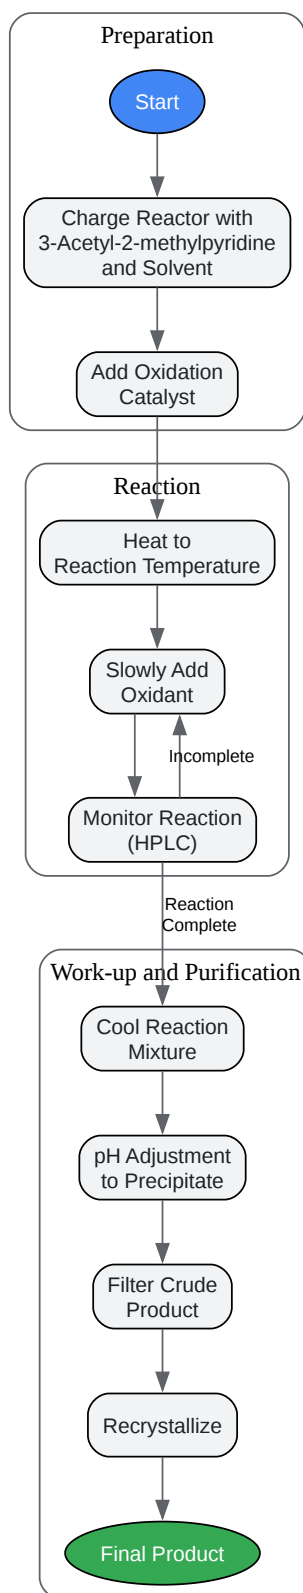 Preparation
Start
Charge Reactor with
3-Acetyl-2-methylpyridine
and Solvent
Add Oxidation
Catalyst
Reaction
Heat to
Reaction Temperature
Slowly Add
Oxidant
Incomplete
Monitor Reaction
(HPLC)
Reaction
Complete
Work-up and Purification
Cool Reaction
Mixture
pH Adjustment
to Precipitate
Filter Crude
Product
Recrystallize
Final Product